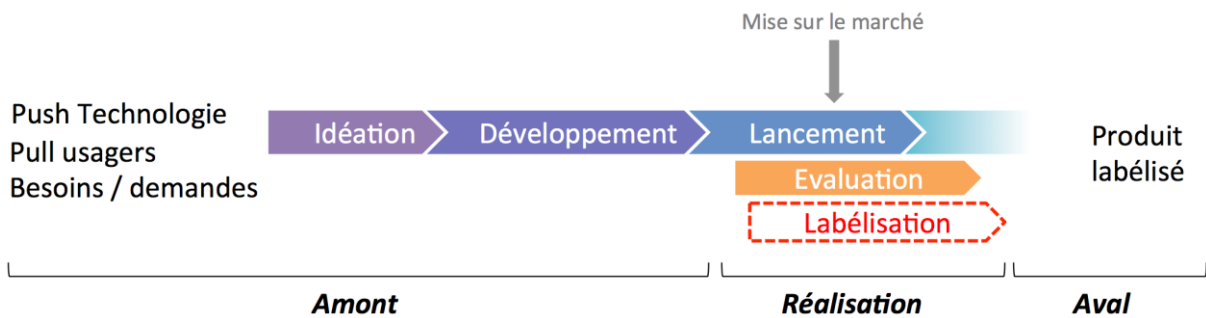 Mise sur le marché
Push Technologie
Pull usagers
Besoins / demandes
Idéation
Développement
Lancement
Evaluation
Labélisation
Produit
labélisé
Amont
Réalisation
Aval